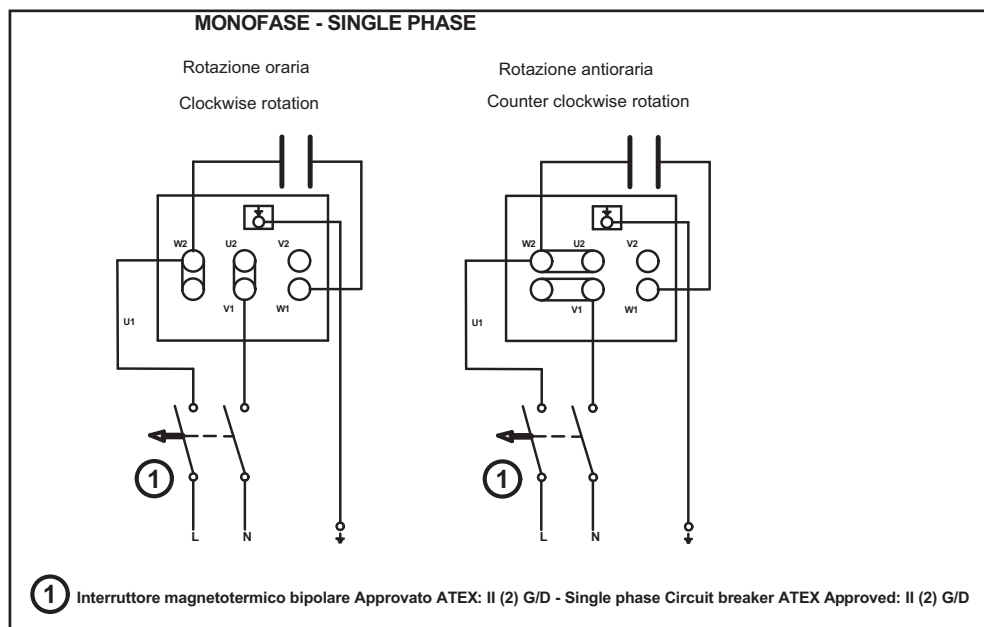 MONOFASE - SINGLE PHASE
Rotazione oraria
Clockwise rotation
Rotazione antioraria
Counter clockwise rotation
W2 U2 V2
U1 V1 W1
1
L N
W2 U2 V2
U1 V1 W1
1
L N
1 Interruttore magnetotermico bipolare Approvato ATEX: II (2) G/D - Single phase Circuit breaker ATEX Approved: II (2) G/D